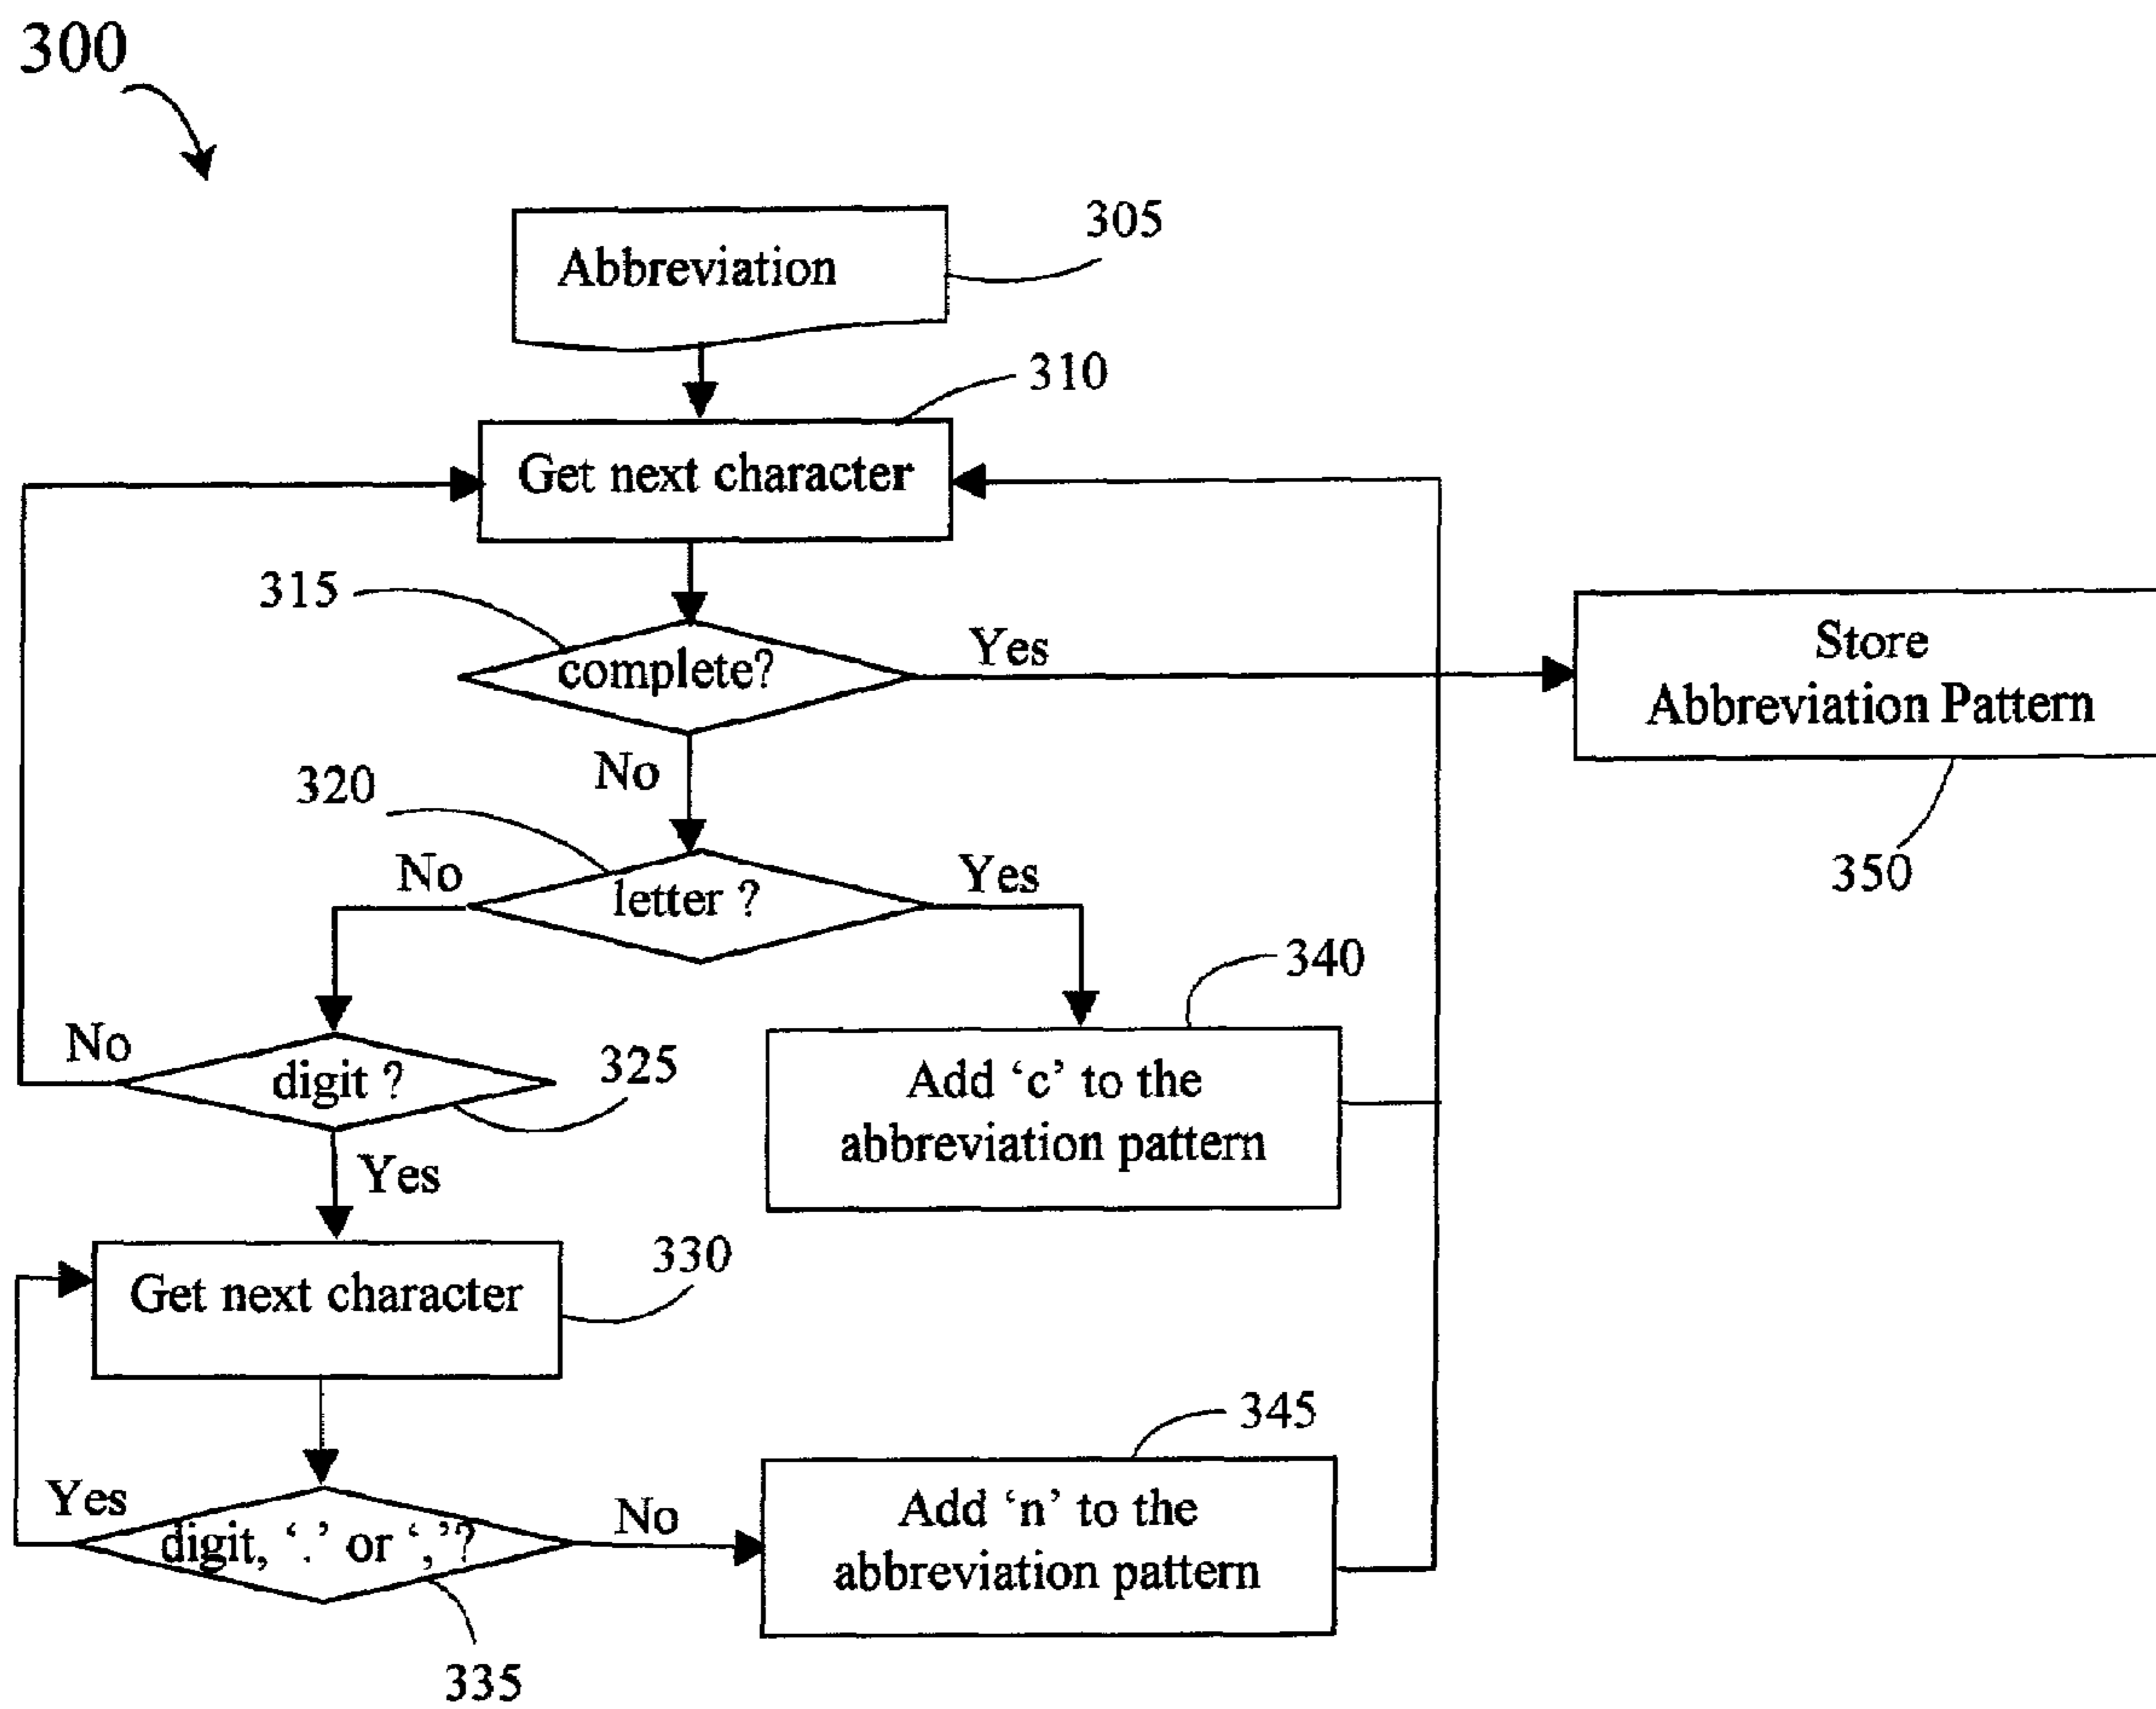 300
Abbreviation
305
310
Get next character
315
complete?
Yes
Store
Abbreviation Pattern
350
No
320
No
letter ?
Yes
340
No
digit ?
325
Add ‘c’ to the
abbreviation pattern
Yes
330
Get next character
345
Yes
digit, ‘.’ or ‘,’?
No
Add ‘n’ to the
abbreviation pattern
335